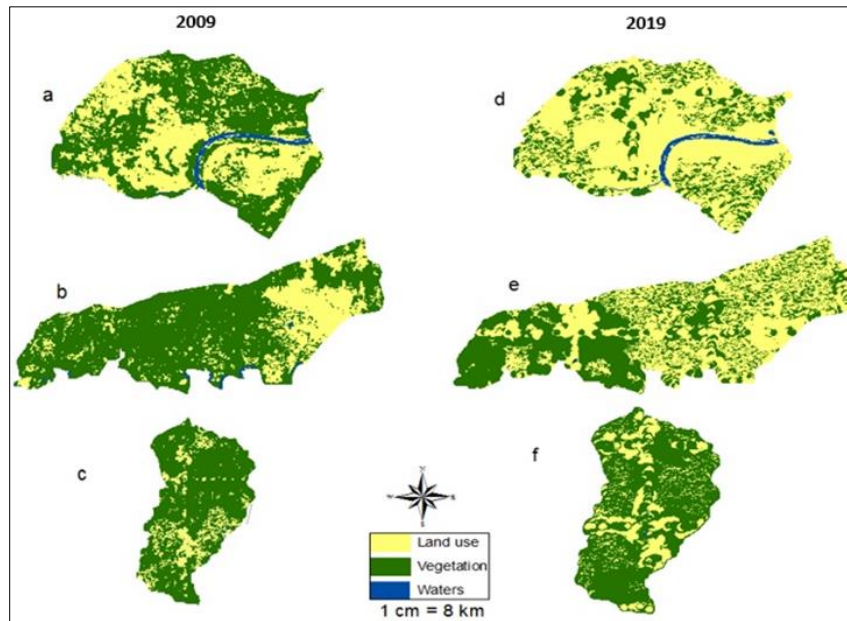 2009 2019
a
d
b
e
c
f
Land use
Vegetation
Waters
1 cm = 8 km